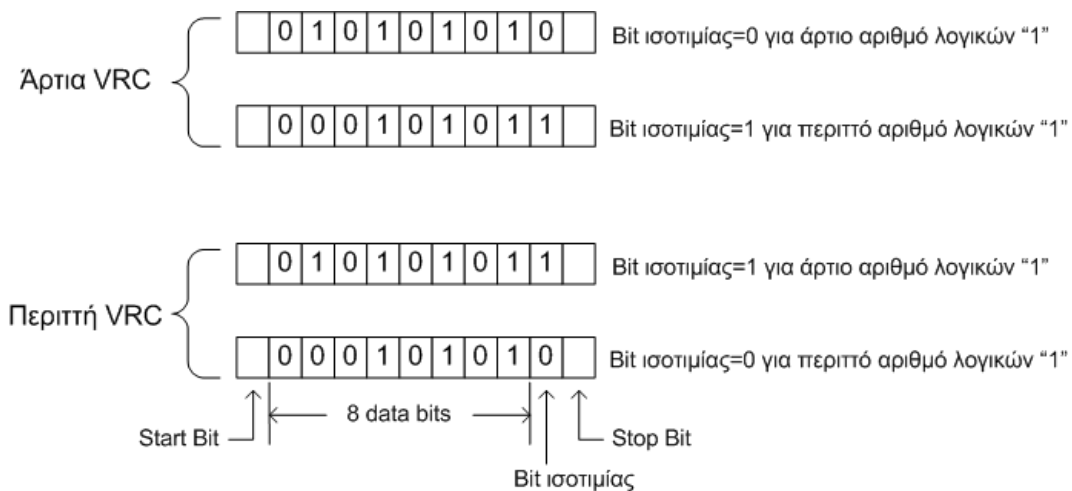 0 1 0 1 0 1 0 1 0 Bit ισοτιμίας=0 για άρτιο αριθμό λογικών “1”
Άρτια VRC
0 0 0 1 0 1 0 1 1 Bit ισοτιμίας=1 για περιττό αριθμό λογικών “1”
0 1 0 1 0 1 0 1 1 Bit ισοτιμίας=1 για άρτιο αριθμό λογικών “1”
Περιττή VRC
0 0 0 1 0 1 0 1 0 Bit ισοτιμίας=0 για περιττό αριθμό λογικών “1”
8 data bits
Start Bit
Stop Bit
Bit ισοτιμίας